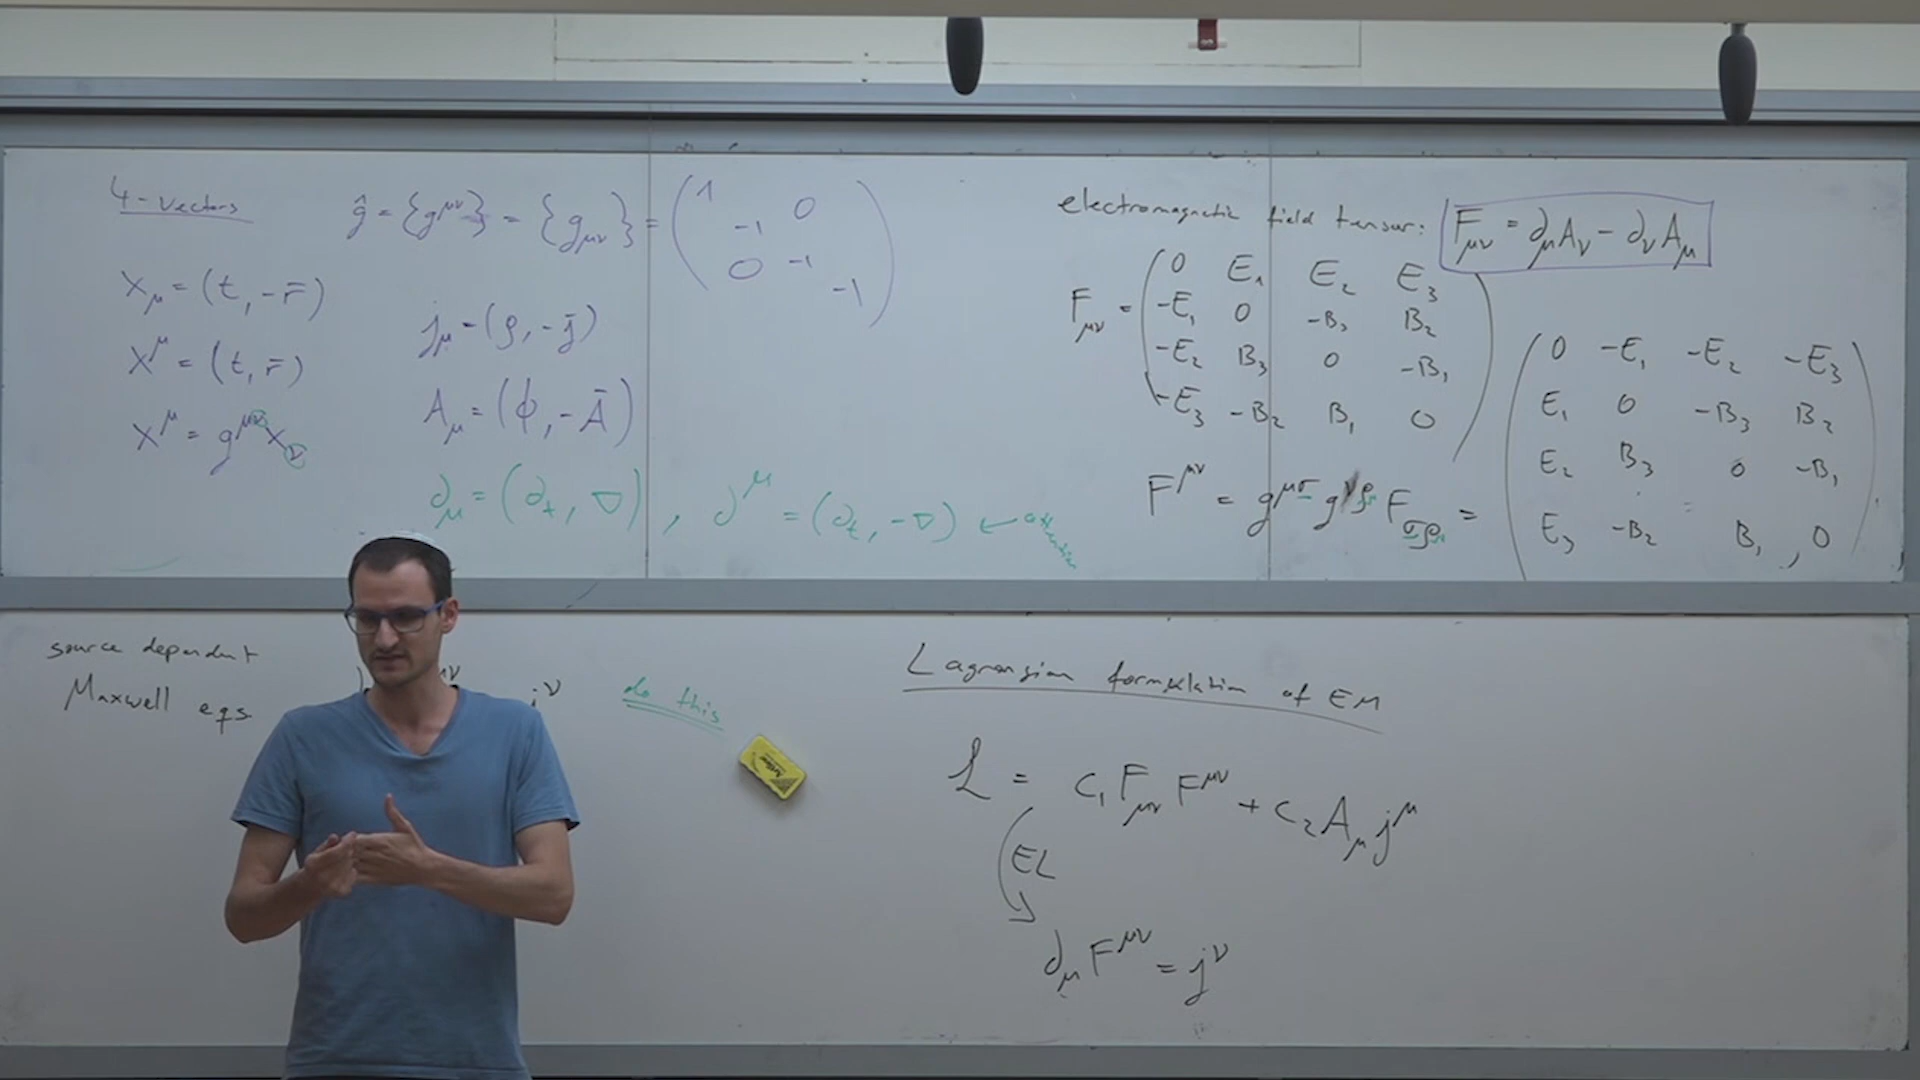 4-vectors
ĝ = {g^μν} = {g_μν} = ( 1 0 -1 0 -1 -1 )
x_μ = (t, -r̄)
x^μ = (t, r̄)
x^μ = g^μν x_ν
j_μ = (ρ, -j̄)
A_μ = (ϕ, -Ā)
∂_μ = (∂_t, ∇) , ∂^μ = (∂_t, -∇) ←
electromagnetic field tensor: F_μν = ∂_μ A_ν - ∂_ν A_μ
F_μν = ( 0 E_1 E_2 E_3
-E_1 0 -B_3 B_2
-E_2 B_3 0 -B_1
-E_3 -B_2 B_1 0 )
F^μν = g^μσ g^νρ F_σρ =
( 0 -E_1 -E_2 -E_3
E_1 0 -B_3 B_2
E_2 B_3 0 -B_1
E_3 -B_2 B_1 0 )
source dependent
Maxwell eqs
j^ν
do this
Lagrangian formulation of EM
ℒ = c_1 F_μν F^μν + c_2 A_μ j^μ
EL
∂_μ F^μν = j^ν